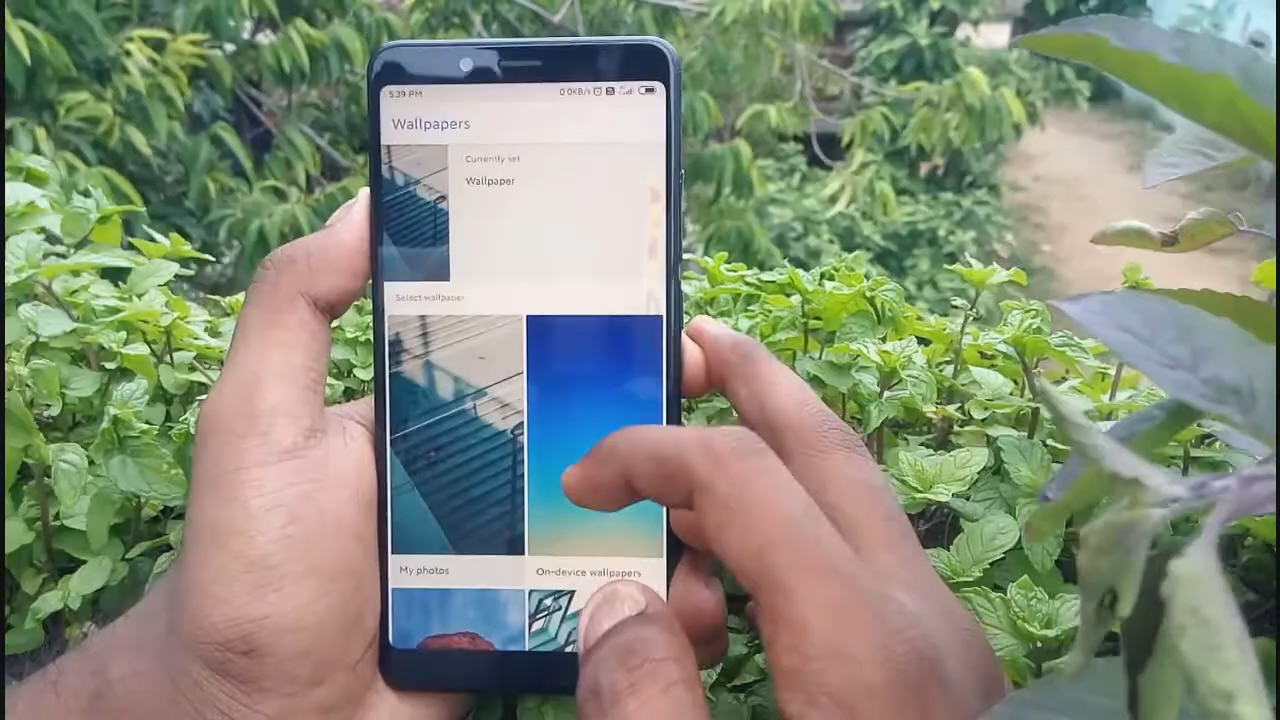 5:39 PM
0.0KB/s
Wallpapers
Currently set
Wallpaper
Select wallpaper
My photos
On-device wallpapers